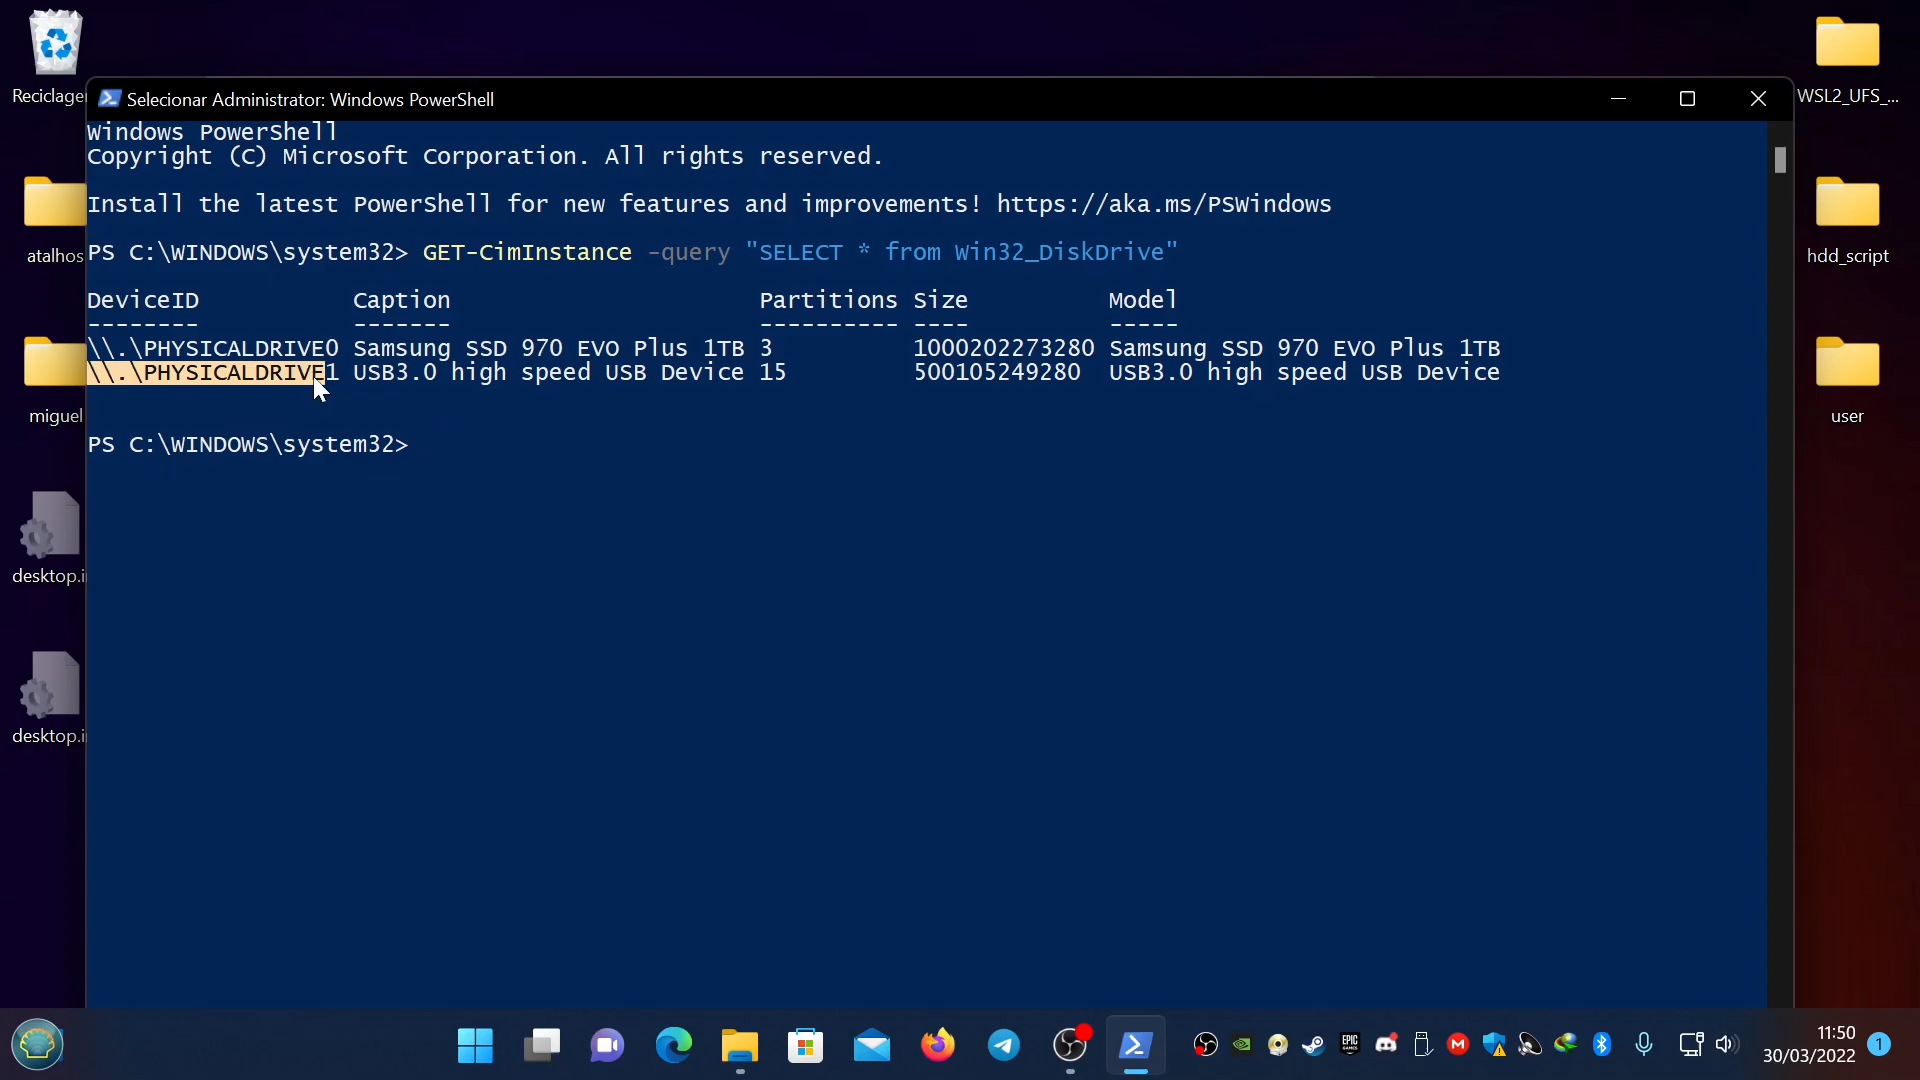 Reciclage
Selecionar Administrator: Windows PowerShell
WSL2_UFS_...
Windows PowerShell
Copyright (C) Microsoft Corporation. All rights reserved.
Install the latest PowerShell for new features and improvements! https://aka.ms/PSWindows
atalhos
PS C:\WINDOWS\system32> GET-CimInstance -query "SELECT * from Win32_DiskDrive"
hdd_script
DeviceID Caption Partitions Size Model
-------- ------- ---------- ---- -----
\\.\PHYSICALDRIVE0 Samsung SSD 970 EVO Plus 1TB 3 1000202273280 Samsung SSD 970 EVO Plus 1TB
\\.\PHYSICALDRIVE1 USB3.0 high speed USB Device 15 500105249280 USB3.0 high speed USB Device
miguel
user
PS C:\WINDOWS\system32>
desktop.i
desktop.i
11:50
30/03/2022
1